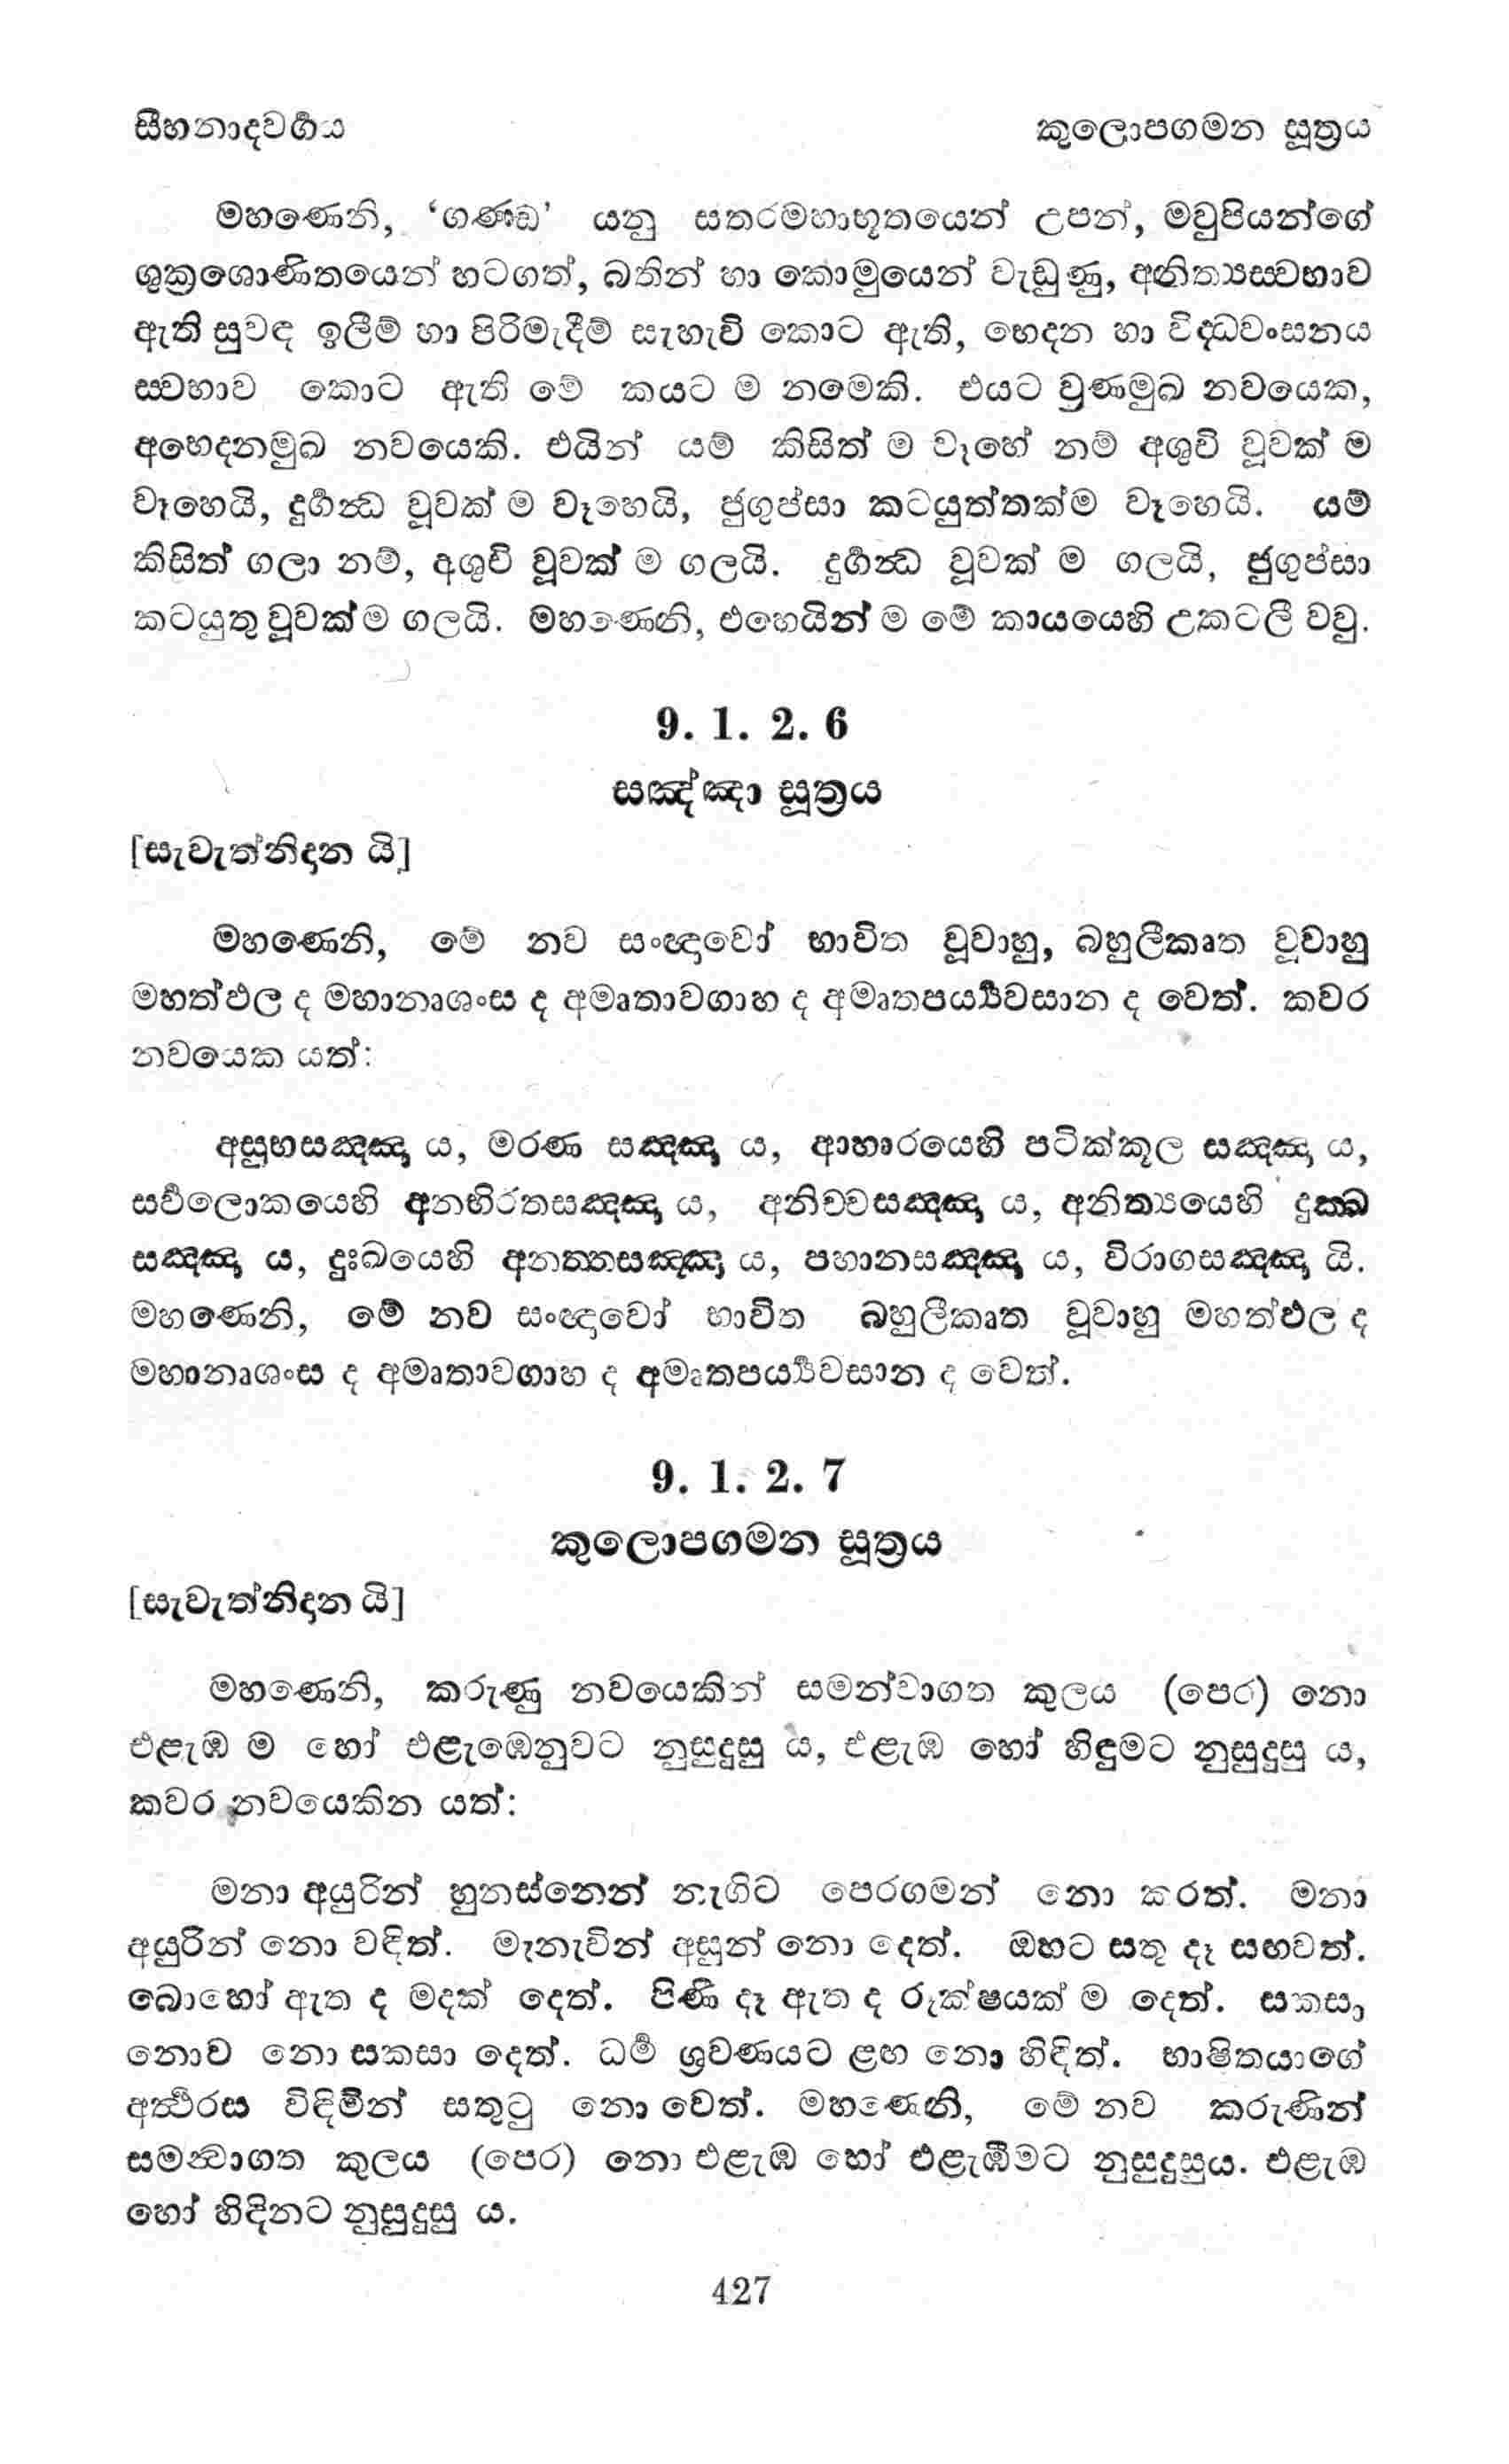 සීහනාදවර්‍ගය
කුලොපගමන සූත්‍රය
මහණෙනි, ‘ගණ්‍ඩ’ යනු සතරමහාභූතයෙන් උපන්, මවුපියන්ගේ
ශුක්‍රශොණිතයෙන් හටගත්, බතින් හා කොමුයෙන් වැඩුණු, අනිත්‍යස්‍වභාව
ඇති සුවඳ ඉලීම් හා පිරිමැදීම් සැහැවි කොට ඇති, භෙදන හා විද්‍ධවංසනය
ස්‍වභාව කොට ඇති මේ කයට ම නමෙකි. එයට ව්‍රණමුඛ නවයෙක,
අභෙදනමුඛ නවයෙකි. එයින් යම් කිසිත් ම වෑහේ නම් අශුචි වූවක් ම
වෑහෙයි, දුර්‍ගන්‍ධ වූවක් ම වෑහෙයි, ජුගුප්සා කටයුත්තක්ම වෑහෙයි. යම්
කිසිත් ගලා නම්, අශුචි වූවක් ම ගලයි. දුර්‍ගන්‍ධ වූවක් ම ගලයි, ජුගුප්සා
කටයුතු වූවක්ම ගලයි. මහණෙනි, එහෙයින් ම මේ කායයෙහි උකටලී වවු.
9. 1. 2. 6
සඤ්ඤා සූත්‍රය
[සැවැත්නිදාන යි]
මහණෙනි, මේ නව සංඥාවෝ භාවිත වූවාහු, බහුලීකෘත වූවාහු
මහත්ඵල ද මහානෘශංස ද අමෘතාවගාහ ද අමෘතපර්‍ය්‍යවසාන ද වෙත්. කවර
නවයෙක යත්:
අසුභසඤ්‍ඤා ය, මරණ සඤ්‍ඤා ය, ආහාරයෙහි පටික්කූල සඤ්‍ඤා ය,
සර්‍වලොකයෙහි අනභිරතසඤ්‍ඤා ය, අනිච්චසඤ්‍ඤා ය, අනිත්‍යයෙහි දුක්‍ඛ
සඤ්‍ඤා ය, දුඃඛයෙහි අනත්‍තසඤ්‍ඤා ය, පහානසඤ්‍ඤා ය, විරාගසඤ්‍ඤා යි.
මහණෙනි, මේ නව සංඥාවෝ භාවිත බහුලීකෘත වූවාහු මහත්ඵල ද
මහානෘශංස ද අමෘතාවගාහ ද අමෘතපර්‍ය්‍යවසාන ද වෙත්.
9. 1. 2. 7
කුලොපගමන සූත්‍රය
[සැවැත්නිදාන යි]
මහණෙනි, කරුණු නවයෙකින් සමන්වාගත කුලය (පෙර) නො
එළැඹ ම හෝ එළැඹෙනුවට නුසුදුසු ය, එළැඹ හෝ හිඳුමට නුසුදුසු ය,
කවර නවයෙකින යත්:
මනා අයුරින් හුනස්නෙන් නැගිට පෙරගමන් නො කරත්. මනා
අයුරින් නො වඳිත්. මැනැවින් අසුන් නො දෙත්. ඔහට සතු දෑ සඟවත්.
බොහෝ ඇත ද මදක් දෙත්. පිණී දෑ ඇත ද රූක්ෂයක් ම දෙත්. සකසා
නොව නො සකසා දෙත්. ධර්‍ම ශ්‍රවණයට ළඟ නො හිඳිත්. භාෂිතයාගේ
අර්‍ත්‍ථරස විඳිමින් සතුටු නො වෙත්. මහණෙනි, මේ නව කරුණින්
සමන්‍වාගත කුලය (පෙර) නො එළැඹ හෝ එළැඹීමට නුසුදුසුය. එළැඹ
හෝ හිඳිනට නුසුදුසු ය.
427